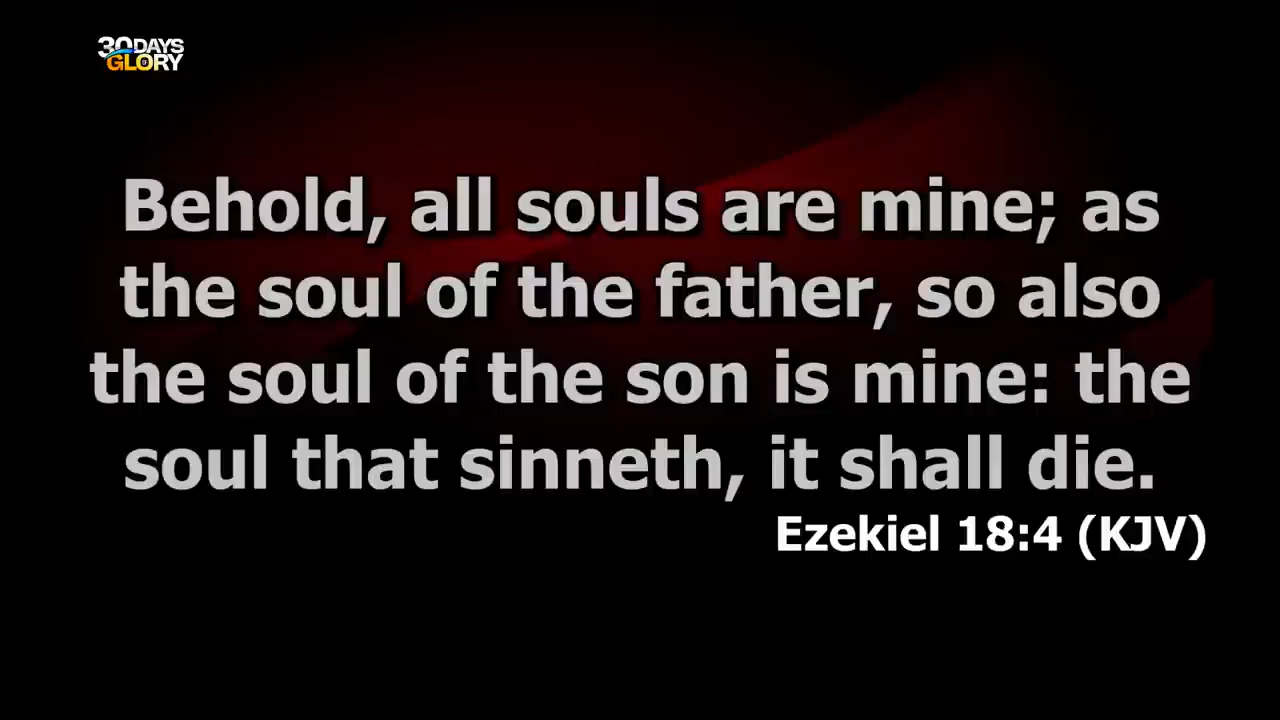 30DAYS
GLORY
Behold, all souls are mine; as
the soul of the father, so also
the soul of the son is mine: the
soul that sinneth, it shall die.
Ezekiel 18:4 (KJV)